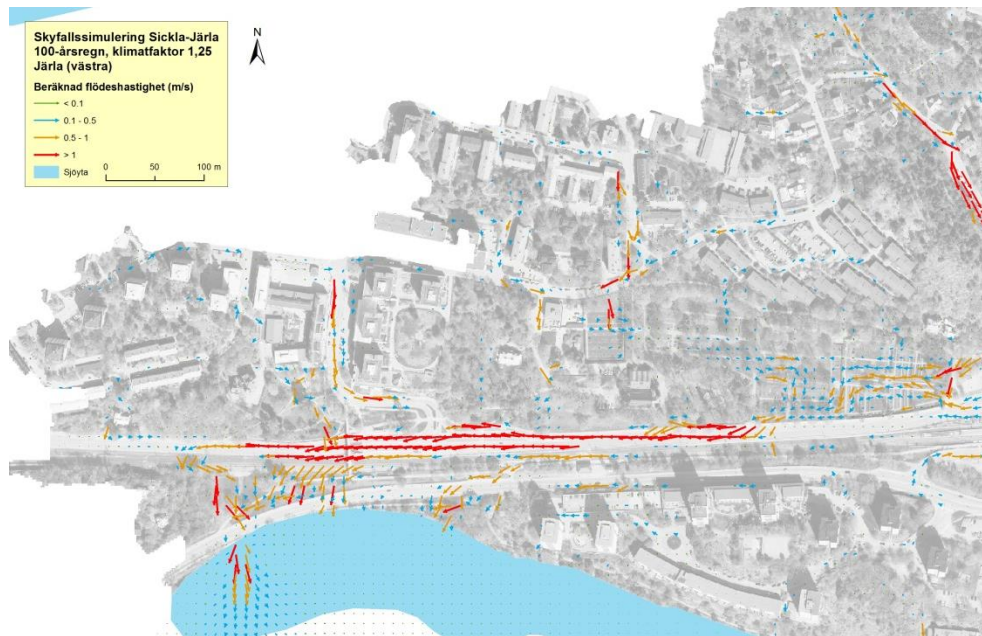 Skyfallssimulering Sickla-Järla
100-årsregn, klimatfaktor 1,25
Järla (västra)
Beräknad flödeshastighet (m/s)
< 0.1
0.1 - 0.5
0.5 - 1
> 1
Sjöyta
0 50 100 m
N